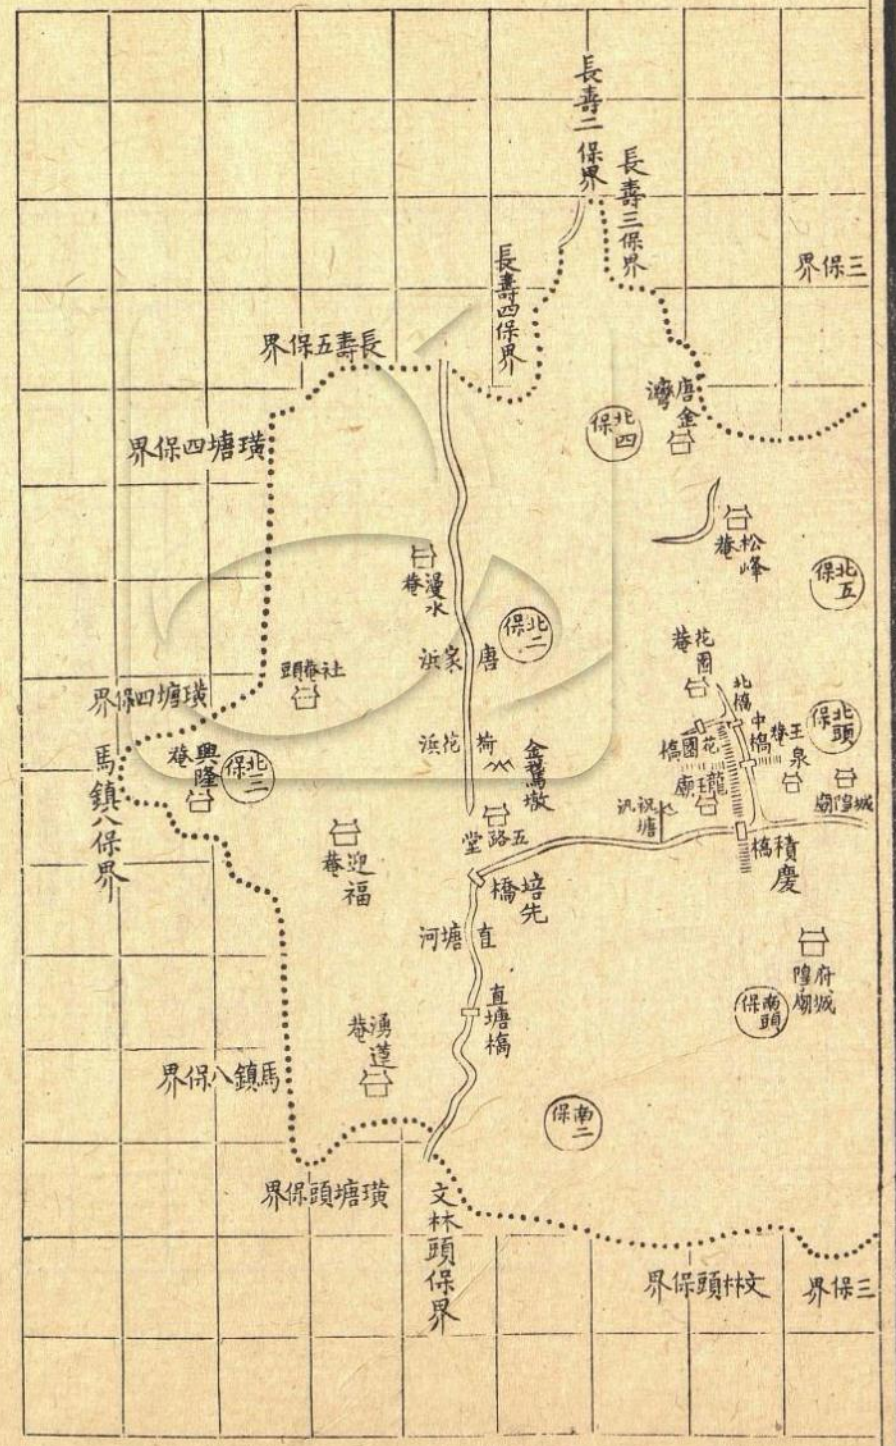 長壽二保界
長壽三保界
三保界
長壽四保界
長壽五保界
唐金灣
北四保
璜塘四保界
松峰菴
北五保
漫水菴
北二保
花園菴
唐家浜
社菴頭
北橋
璜塘四保界
北頭保
中橋
玉泉菴
花園橋
荷花浜
金鵞墩
興隆菴
北三保
馬鎮八保界
龍王廟
城隍廟
祝塘汛
五路堂
迎福菴
積慶橋
培先橋
直塘河
府城隍廟
直塘橋
南頭保
湧蓮菴
馬鎮八保界
南二保
璜塘頭保界
文林頭保界
文林頭保界
三保界